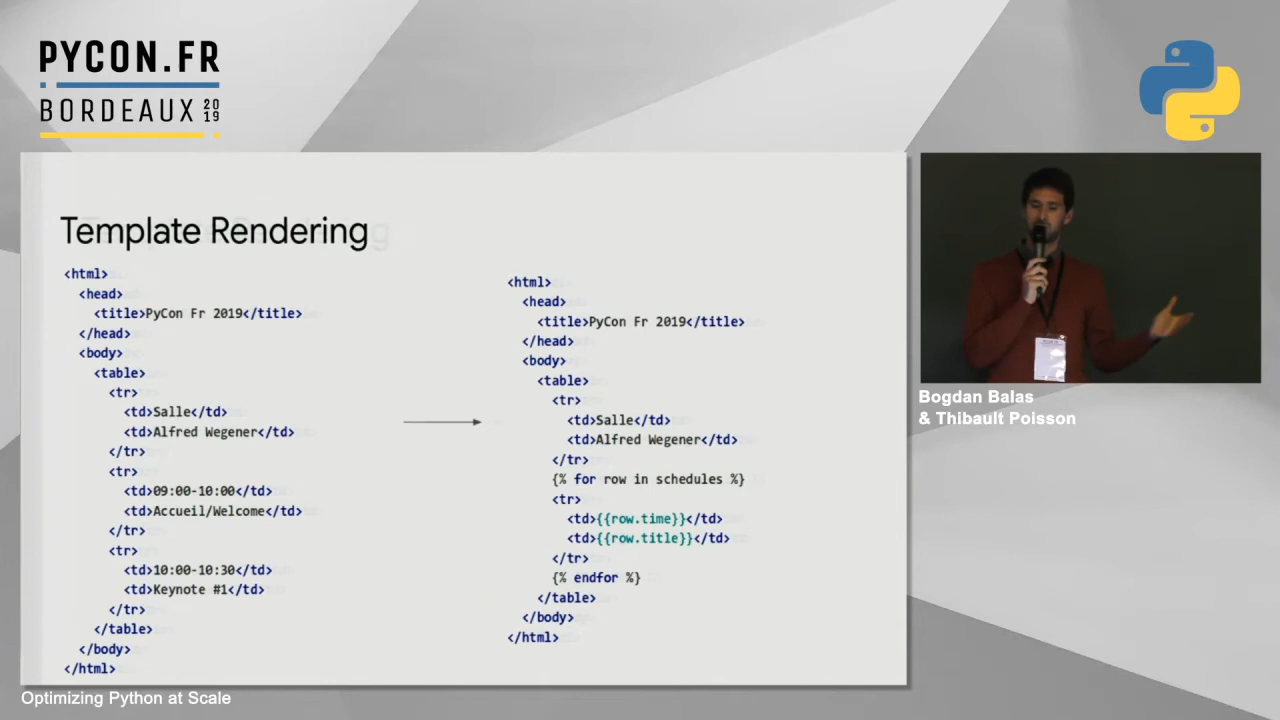 PYCON.FR
BORDEAUX 2019
Template Rendering
<html>
<head>
<title>PyCon Fr 2019</title>
</head>
<body>
<table>
<tr>
<td>Salle</td>
<td>Alfred Wegener</td>
</tr>
<tr>
<td>09:00-10:00</td>
<td>Accueil/Welcome</td>
</tr>
<tr>
<td>10:00-10:30</td>
<td>Keynote #1</td>
</tr>
</table>
</body>
</html>
<html>
<head>
<title>PyCon Fr 2019</title>
</head>
<body>
<table>
<tr>
<td>Salle</td>
<td>Alfred Wegener</td>
</tr>
{% for row in schedules %}
<tr>
<td>{{row.time}}</td>
<td>{{row.title}}</td>
</tr>
{% endfor %}
</table>
</body>
</html>
Bogdan Balas
& Thibault Poisson
Optimizing Python at Scale